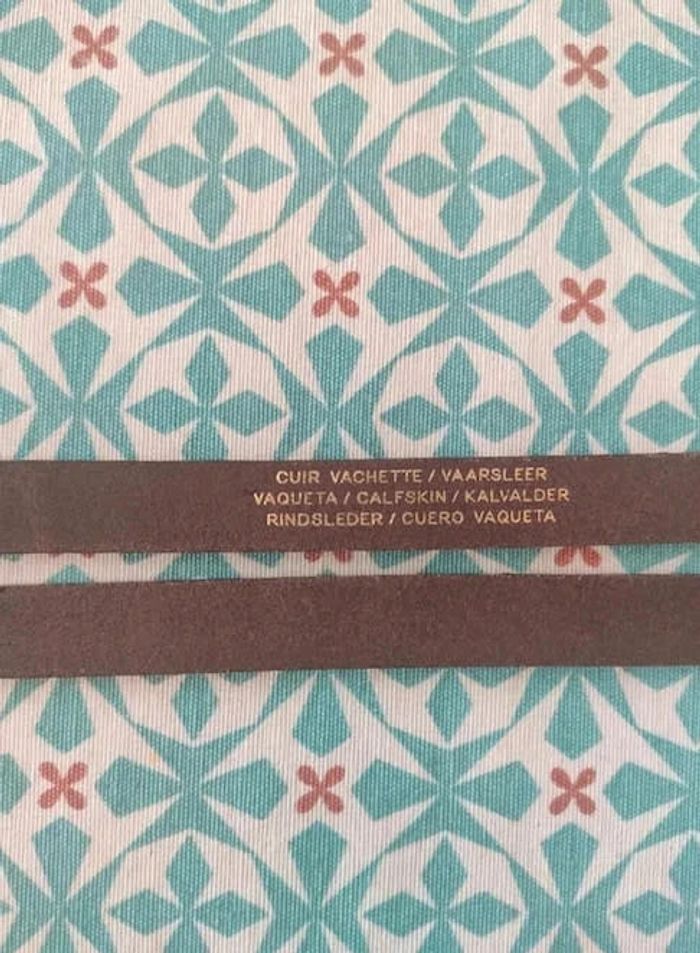 CUIR VACHETTE / VAARSLEER
VAQUETA / CALFSKIN / KALVALDER
RINDSLEDER / CUERO VAQUETA